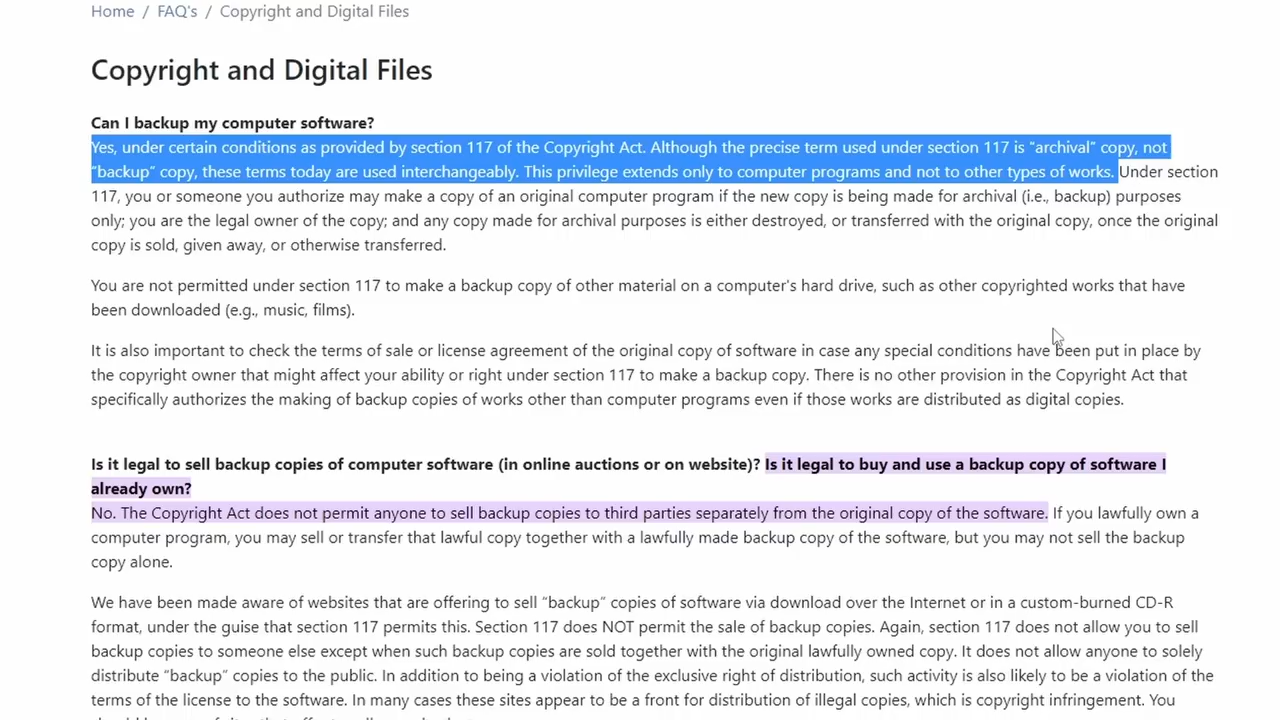 Home / FAQ's / Copyright and Digital Files
Copyright and Digital Files
Can I backup my computer software?
Yes, under certain conditions as provided by section 117 of the Copyright Act. Although the precise term used under section 117 is "archival" copy, not
“backup” copy, these terms today are used interchangeably. This privilege extends only to computer programs and not to other types of works. Under section
117, you or someone you authorize may make a copy of an original computer program if the new copy is being made for archival (i.e., backup) purposes
only; you are the legal owner of the copy; and any copy made for archival purposes is either destroyed, or transferred with the original copy, once the original
copy is sold, given away, or otherwise transferred.
You are not permitted under section 117 to make a backup copy of other material on a computer's hard drive, such as other copyrighted works that have
been downloaded (e.g., music, films).
It is also important to check the terms of sale or license agreement of the original copy of software in case any special conditions have been put in place by
the copyright owner that might affect your ability or right under section 117 to make a backup copy. There is no other provision in the Copyright Act that
specifically authorizes the making of backup copies of works other than computer programs even if those works are distributed as digital copies.
Is it legal to sell backup copies of computer software (in online auctions or on website)? Is it legal to buy and use a backup copy of software I
already own?
No. The Copyright Act does not permit anyone to sell backup copies to third parties separately from the original copy of the software. If you lawfully own a
computer program, you may sell or transfer that lawful copy together with a lawfully made backup copy of the software, but you may not sell the backup
copy alone.
We have been made aware of websites that are offering to sell “backup” copies of software via download over the Internet or in a custom-burned CD-R
format, under the guise that section 117 permits this. Section 117 does NOT permit the sale of backup copies. Again, section 117 does not allow you to sell
backup copies to someone else except when such backup copies are sold together with the original lawfully owned copy. It does not allow anyone to solely
distribute “backup” copies to the public. In addition to being a violation of the exclusive right of distribution, such activity is also likely to be a violation of the
terms of the license to the software. In many cases these sites appear to be a front for distribution of illegal copies, which is copyright infringement. You